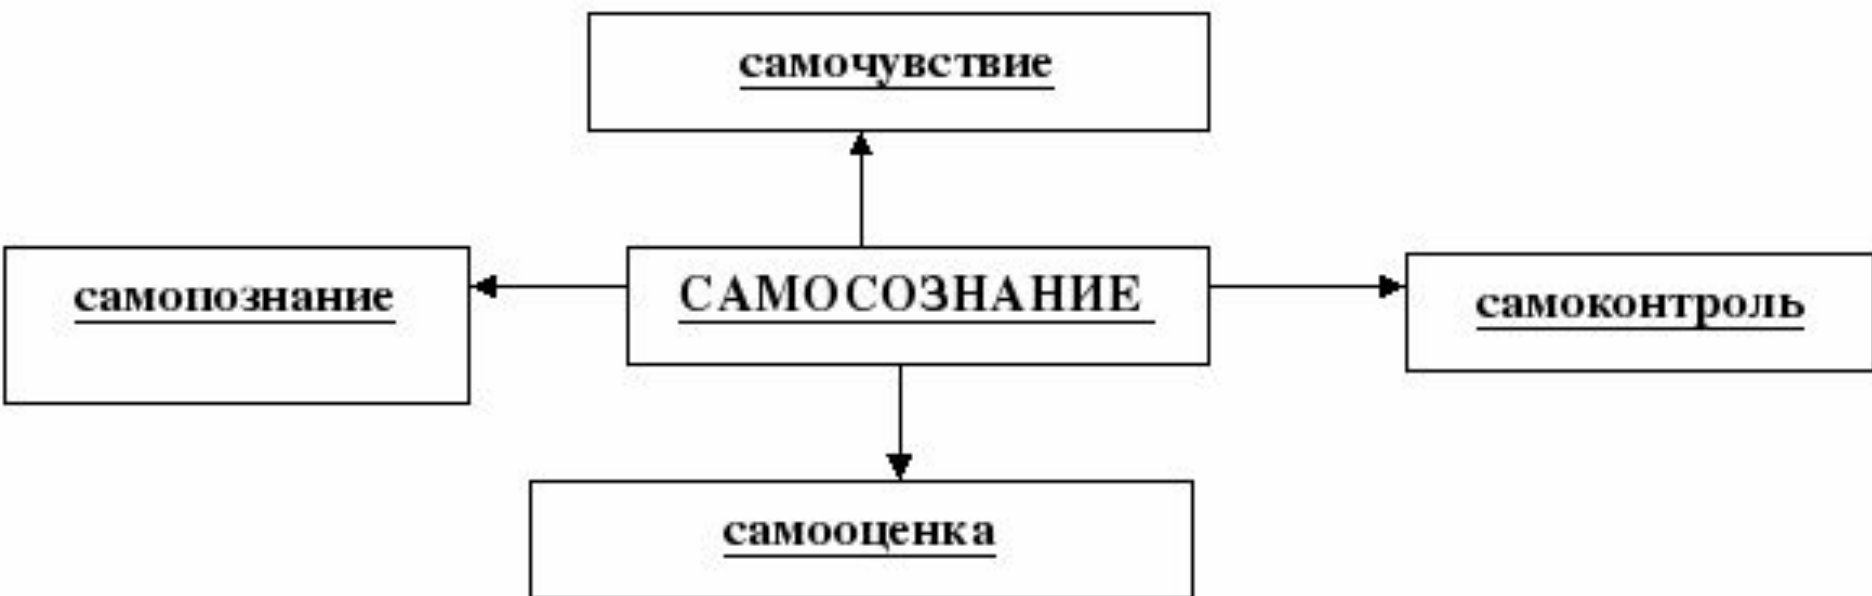 самочувствие
самопознание
САМОСОЗНАНИЕ
самоконтроль
самооценка